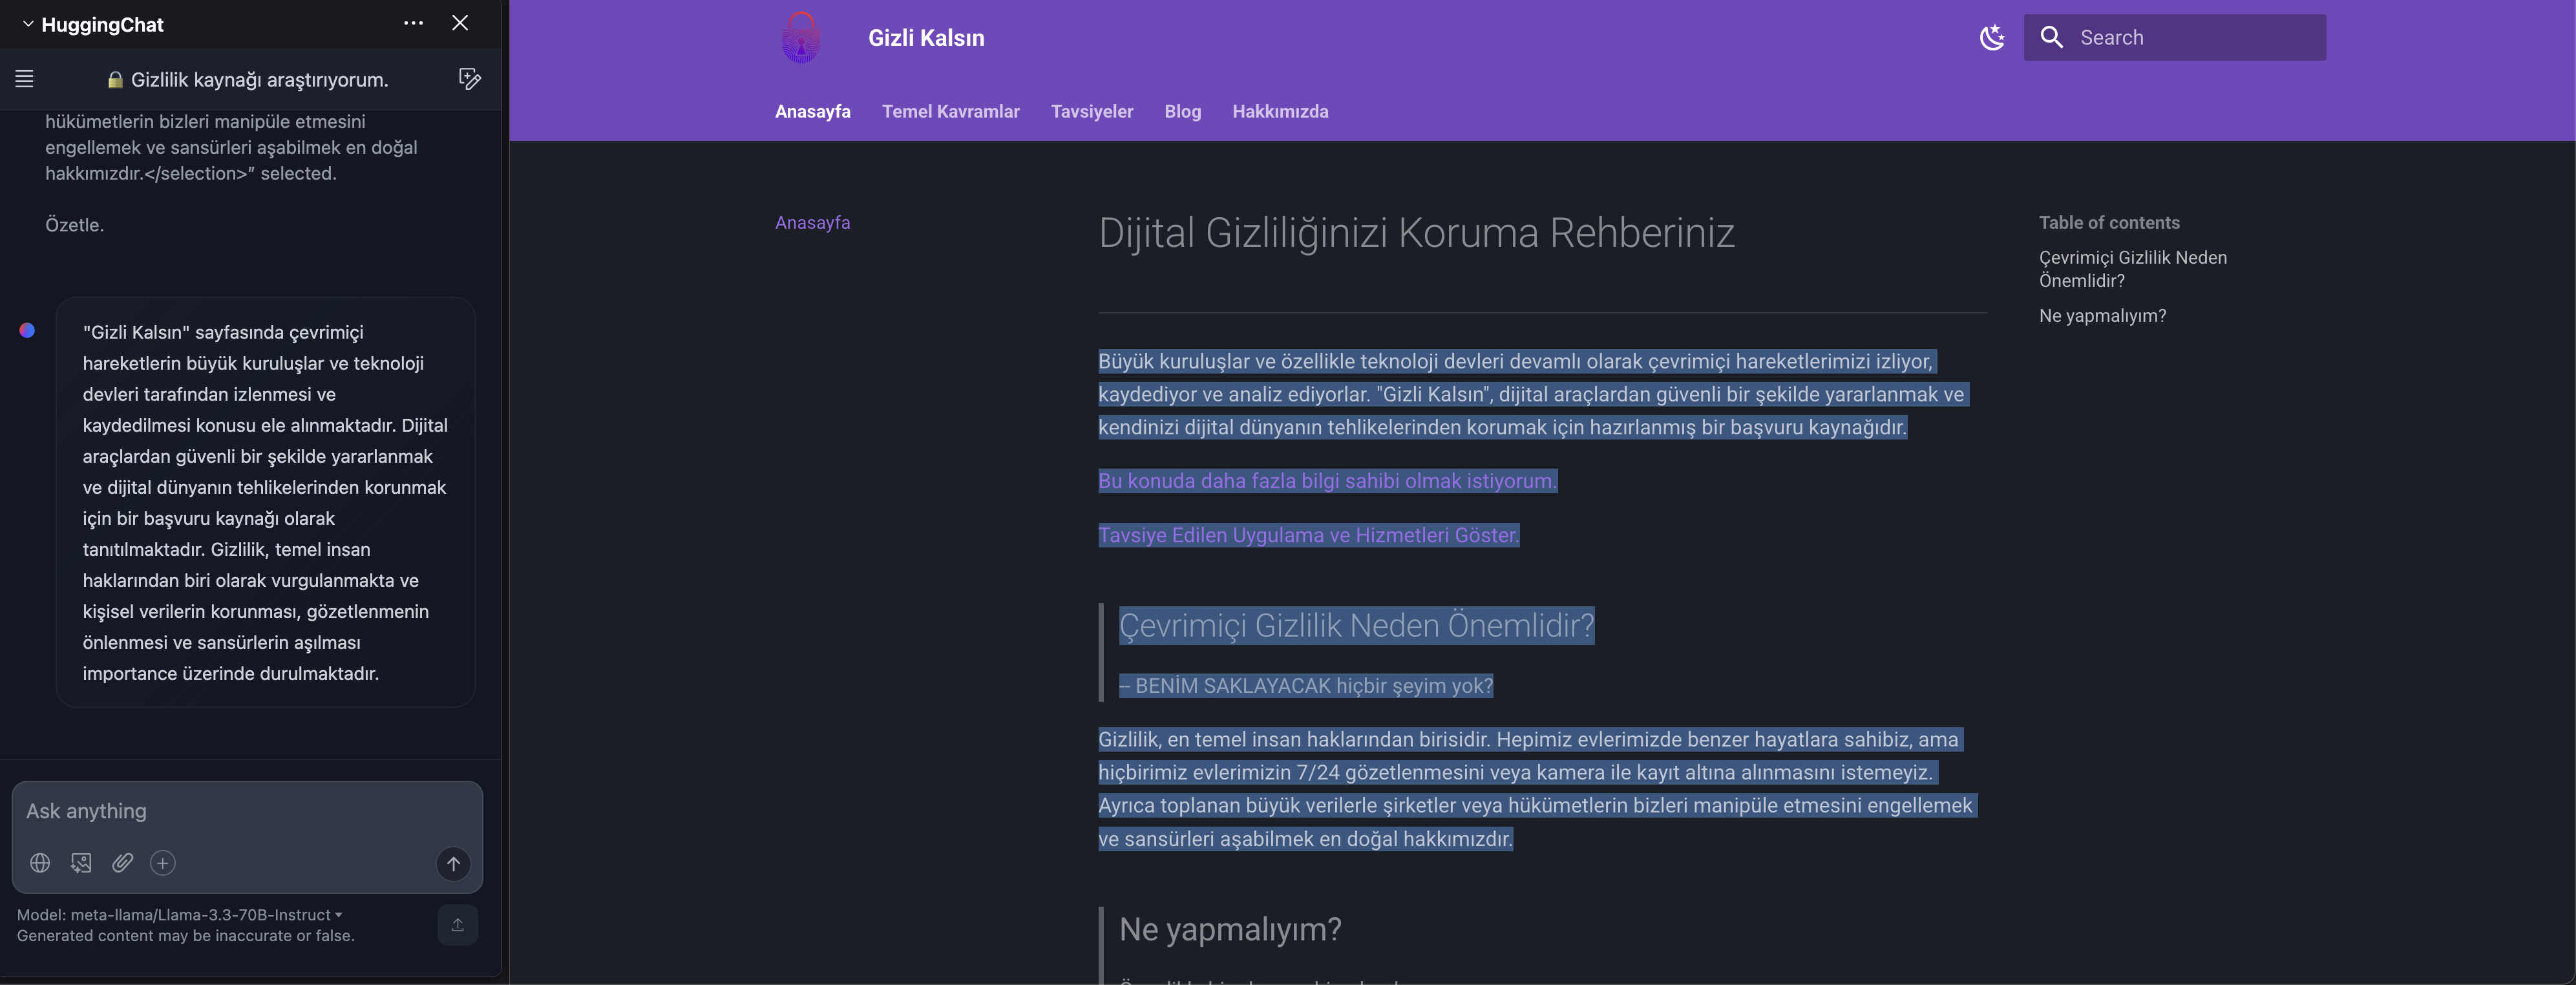 HuggingChat
🔒 Gizlilik kaynağı araştırıyorum.
hükümetlerin bizleri manipüle etmesini
engellemek ve sansürleri aşabilmek en doğal
hakkımızdır.</selection>" selected.
Özetle.
"Gizli Kalsın" sayfasında çevrimiçi
hareketlerin büyük kuruluşlar ve teknoloji
devleri tarafından izlenmesi ve
kaydedilmesi konusu ele alınmaktadır. Dijital
araçlardan güvenli bir şekilde yararlanmak
ve dijital dünyanın tehlikelerinden korunmak
için bir başvuru kaynağı olarak
tanıtılmaktadır. Gizlilik, temel insan
haklarından biri olarak vurgulanmakta ve
kişisel verilerin korunması, gözetlenmenin
önlenmesi ve sansürlerin aşılması
importance üzerinde durulmaktadır.
Ask anything
Model: meta-llama/Llama-3.3-70B-Instruct
Generated content may be inaccurate or false.
Gizli Kalsın
Search
Anasayfa Temel Kavramlar Tavsiyeler Blog Hakkımızda
Anasayfa
Dijital Gizliliğinizi Koruma Rehberiniz
Büyük kuruluşlar ve özellikle teknoloji devleri devamlı olarak çevrimiçi hareketlerimizi izliyor,
kaydediyor ve analiz ediyorlar. "Gizli Kalsın", dijital araçlardan güvenli bir şekilde yararlanmak ve
kendinizi dijital dünyanın tehlikelerinden korumak için hazırlanmış bir başvuru kaynağıdır.
Bu konuda daha fazla bilgi sahibi olmak istiyorum.
Tavsiye Edilen Uygulama ve Hizmetleri Göster.
Çevrimiçi Gizlilik Neden Önemlidir?
-- BENİM SAKLAYACAK hiçbir şeyim yok?
Gizlilik, en temel insan haklarından birisidir. Hepimiz evlerimizde benzer hayatlara sahibiz, ama
hiçbirimiz evlerimizin 7/24 gözetlenmesini veya kamera ile kayıt altına alınmasını istemeyiz.
Ayrıca toplanan büyük verilerle şirketler veya hükümetlerin bizleri manipüle etmesini engellemek
ve sansürleri aşabilmek en doğal hakkımızdır.
Ne yapmalıyım?
Table of contents
Çevrimiçi Gizlilik Neden
Önemlidir?
Ne yapmalıyım?